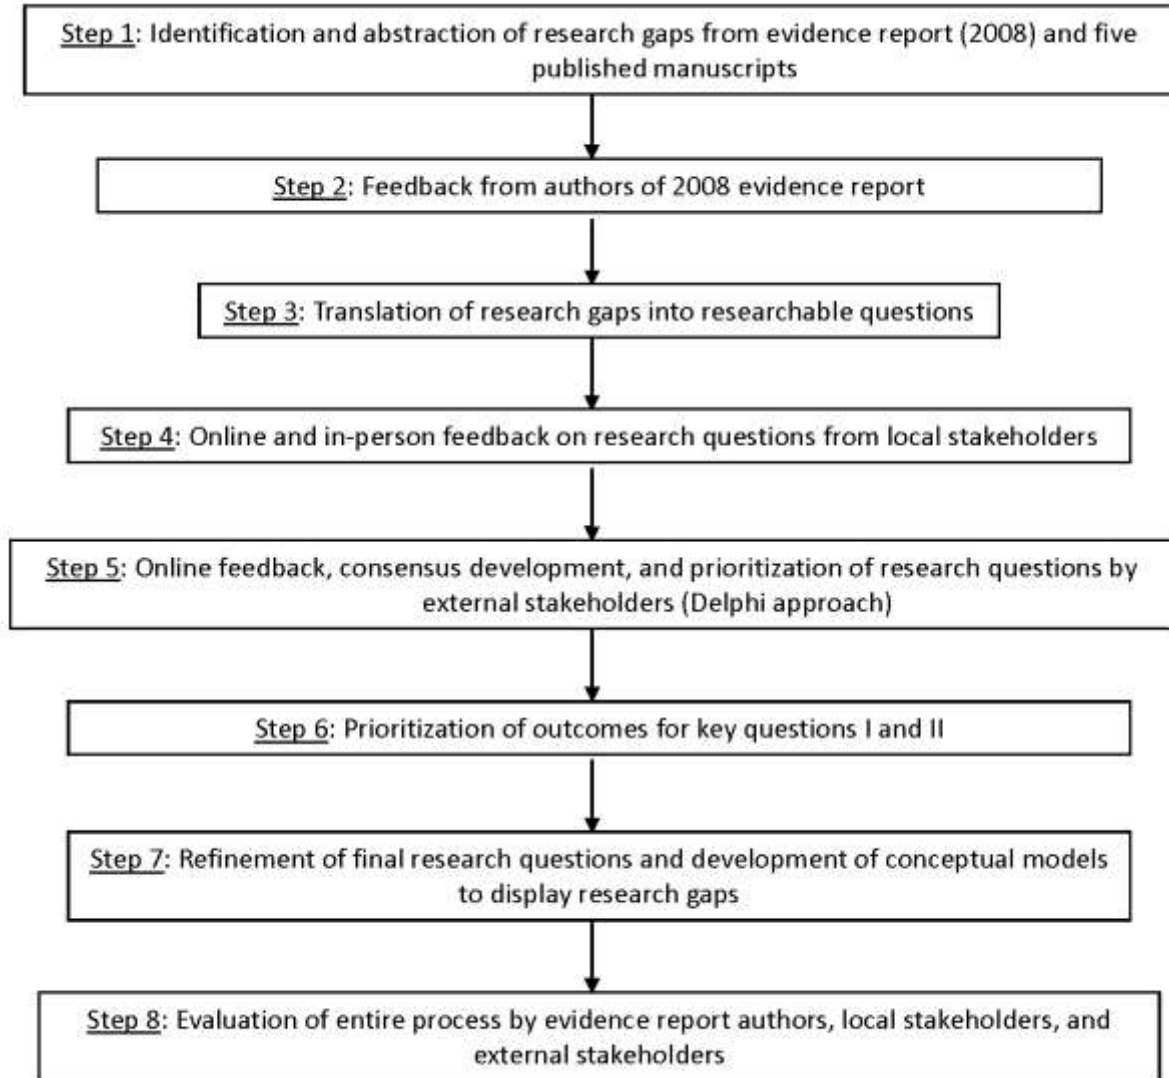 Step 1: Identification and abstraction of research gaps from evidence report (2008) and five
published manuscripts
Step 2: Feedback from authors of 2008 evidence report
Step 3: Translation of research gaps into researchable questions
Step 4: Online and in-person feedback on research questions from local stakeholders
Step 5: Online feedback, consensus development, and prioritization of research questions by
external stakeholders (Delphi approach)
Step 6: Prioritization of outcomes for key questions I and II
Step 7: Refinement of final research questions and development of conceptual models
to display research gaps
Step 8: Evaluation of entire process by evidence report authors, local stakeholders, and
external stakeholders